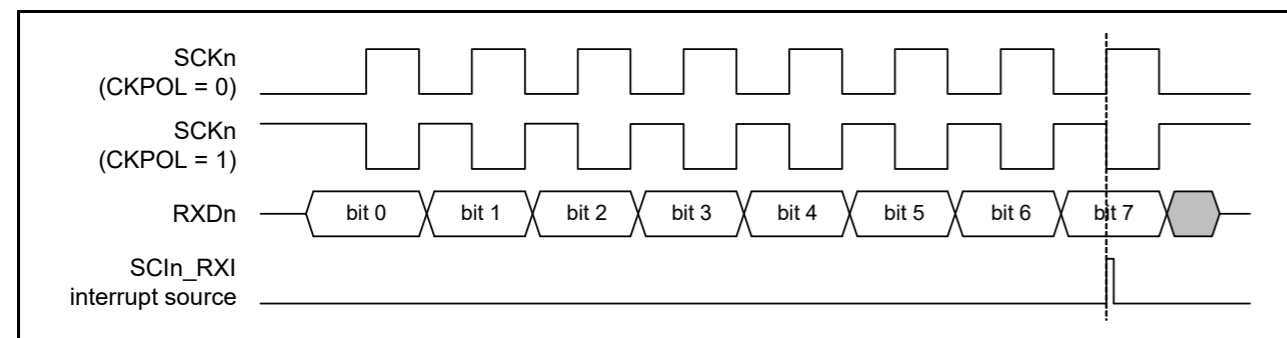 SCKn
(CKPOL = 0)
SCKn
(CKPOL = 1)
RXDn
bit 0 bit 1 bit 2 bit 3 bit 4 bit 5 bit 6 bit 7
SCIn_RXI
interrupt source